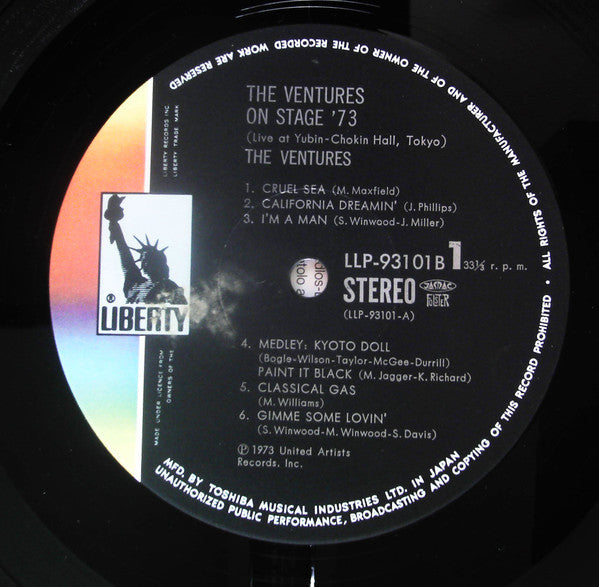 THE VENTURES
ON STAGE '73
(Live at Yubin-Chokin Hall, Tokyo)
THE VENTURES
1. CRUEL SEA (M. Maxfield)
2. CALIFORNIA DREAMIN' (J. Phillips)
3. I'M A MAN (S. Winwood-J. Miller)
LLP-93101B 1 33⅓ r. p. m.
STEREO
JASRAC
(LLP-93101-A)
4. MEDLEY: KYOTO DOLL
(Bogle-Wilson-Taylor-McGee-Durrill)
PAINT IT BLACK (M. Jagger-K. Richard)
5. CLASSICAL GAS
(M. Williams)
6. GIMME SOME LOVIN'
(S. Winwood-M. Winwood-S. Davis)
Ⓟ 1973 United Artists
Records, Inc.
® LIBERTY
LIBERTY RECORDS INC.
LIBERTY TRADE MARK
MADE UNDER LICENCE FROM
OWNERS OF THE
MFD. BY TOSHIBA MUSICAL INDUSTRIES LTD. IN JAPAN
ALL RIGHTS OF THE MANUFACTURER AND OF THE OWNER OF THE RECORDED WORK ARE RESERVED
UNAUTHORIZED PUBLIC PERFORMANCE, BROADCASTING AND COPYING OF THIS RECORD PROHIBITED •